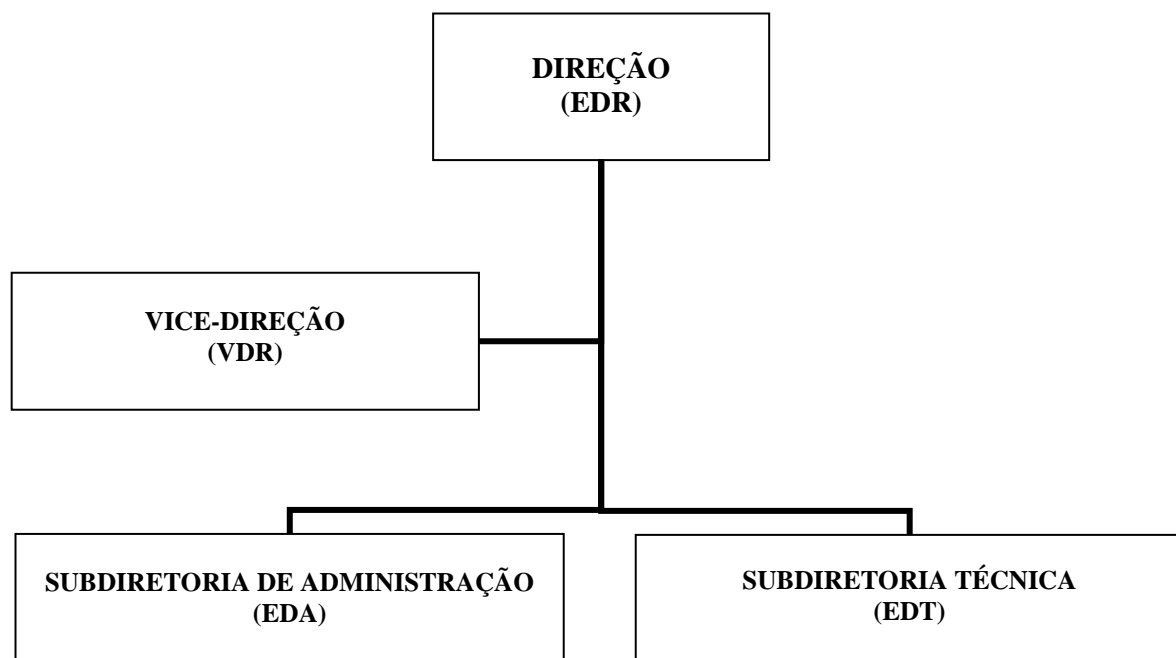 DIREÇÃO
(EDR)
VICE-DIREÇÃO
(VDR)
SUBDIRETORIA DE ADMINISTRAÇÃO
(EDA)
SUBDIRETORIA TÉCNICA
(EDT)